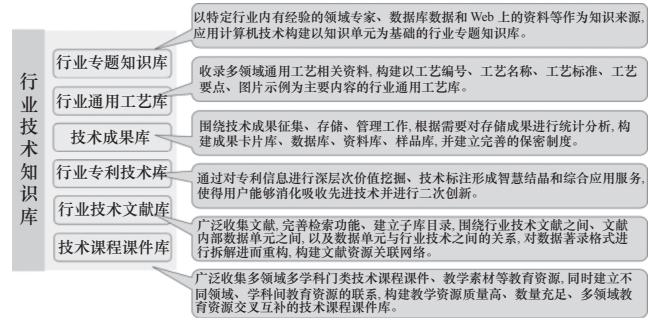 行业技术知识库
行业专题知识库
以特定行业内有经验的领域专家、数据库数据和 Web 上的资料等作为知识来源,
应用计算机技术构建以知识单元为基础的行业专题知识库。
行业通用工艺库
收录多领域通用工艺相关资料, 构建以工艺编号、工艺名称、工艺标准、工艺
要点、图片示例为主要内容的行业通用工艺库。
技术成果库
围绕技术成果征集、存储、管理工作, 根据需要对存储成果进行统计分析, 构
建成果卡片库、数据库、资料库、样品库, 并建立完善的保密制度。
行业专利技术库
通过对专利信息进行深层次价值挖掘、技术标注形成智慧结晶和综合应用服务,
使得用户能够消化吸收先进技术并进行二次创新。
行业技术文献库
广泛收集文献, 完善检索功能、建立子库目录, 围绕行业技术文献之间、文献
内部数据单元之间, 以及数据单元与行业技术之间的关系, 对数据著录格式进
行拆解进而重构, 构建文献资源关联网络。
技术课程课件库
广泛收集多领域多学科门类技术课程课件、教学素材等教育资源, 同时建立不
同领域、学科间教育资源的联系, 构建教学资源质量高、数量充足、多领域教
育资源交叉互补的技术课程课件库。